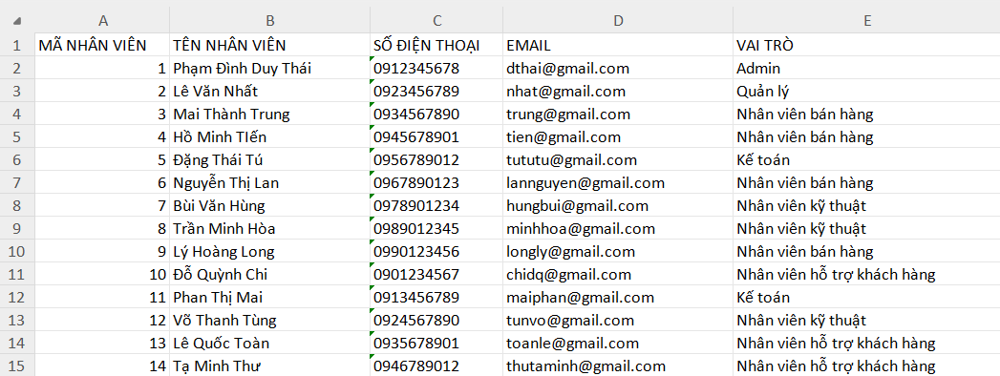 A B C D E
1 MÃ NHÂN VIÊN TÊN NHÂN VIÊN SỐ ĐIỆN THOẠI EMAIL VAI TRÒ
2 1 Phạm Đình Duy Thái 0912345678 dthai@gmail.com Admin
3 2 Lê Văn Nhất 0923456789 nhat@gmail.com Quản lý
4 3 Mai Thành Trung 0934567890 trung@gmail.com Nhân viên bán hàng
5 4 Hồ Minh TIến 0945678901 tien@gmail.com Nhân viên bán hàng
6 5 Đặng Thái Tú 0956789012 tututu@gmail.com Kế toán
7 6 Nguyễn Thị Lan 0967890123 lannguyen@gmail.com Nhân viên bán hàng
8 7 Bùi Văn Hùng 0978901234 hungbui@gmail.com Nhân viên kỹ thuật
9 8 Trần Minh Hòa 0989012345 minhhoa@gmail.com Nhân viên kỹ thuật
10 9 Lý Hoàng Long 0990123456 longly@gmail.com Nhân viên bán hàng
11 10 Đỗ Quỳnh Chi 0901234567 chidq@gmail.com Nhân viên hỗ trợ khách hàng
12 11 Phan Thị Mai 0913456789 maiphan@gmail.com Kế toán
13 12 Võ Thanh Tùng 0924567890 tunvo@gmail.com Nhân viên kỹ thuật
14 13 Lê Quốc Toàn 0935678901 toanle@gmail.com Nhân viên hỗ trợ khách hàng
15 14 Tạ Minh Thư 0946789012 thutaminh@gmail.com Nhân viên hỗ trợ khách hàng